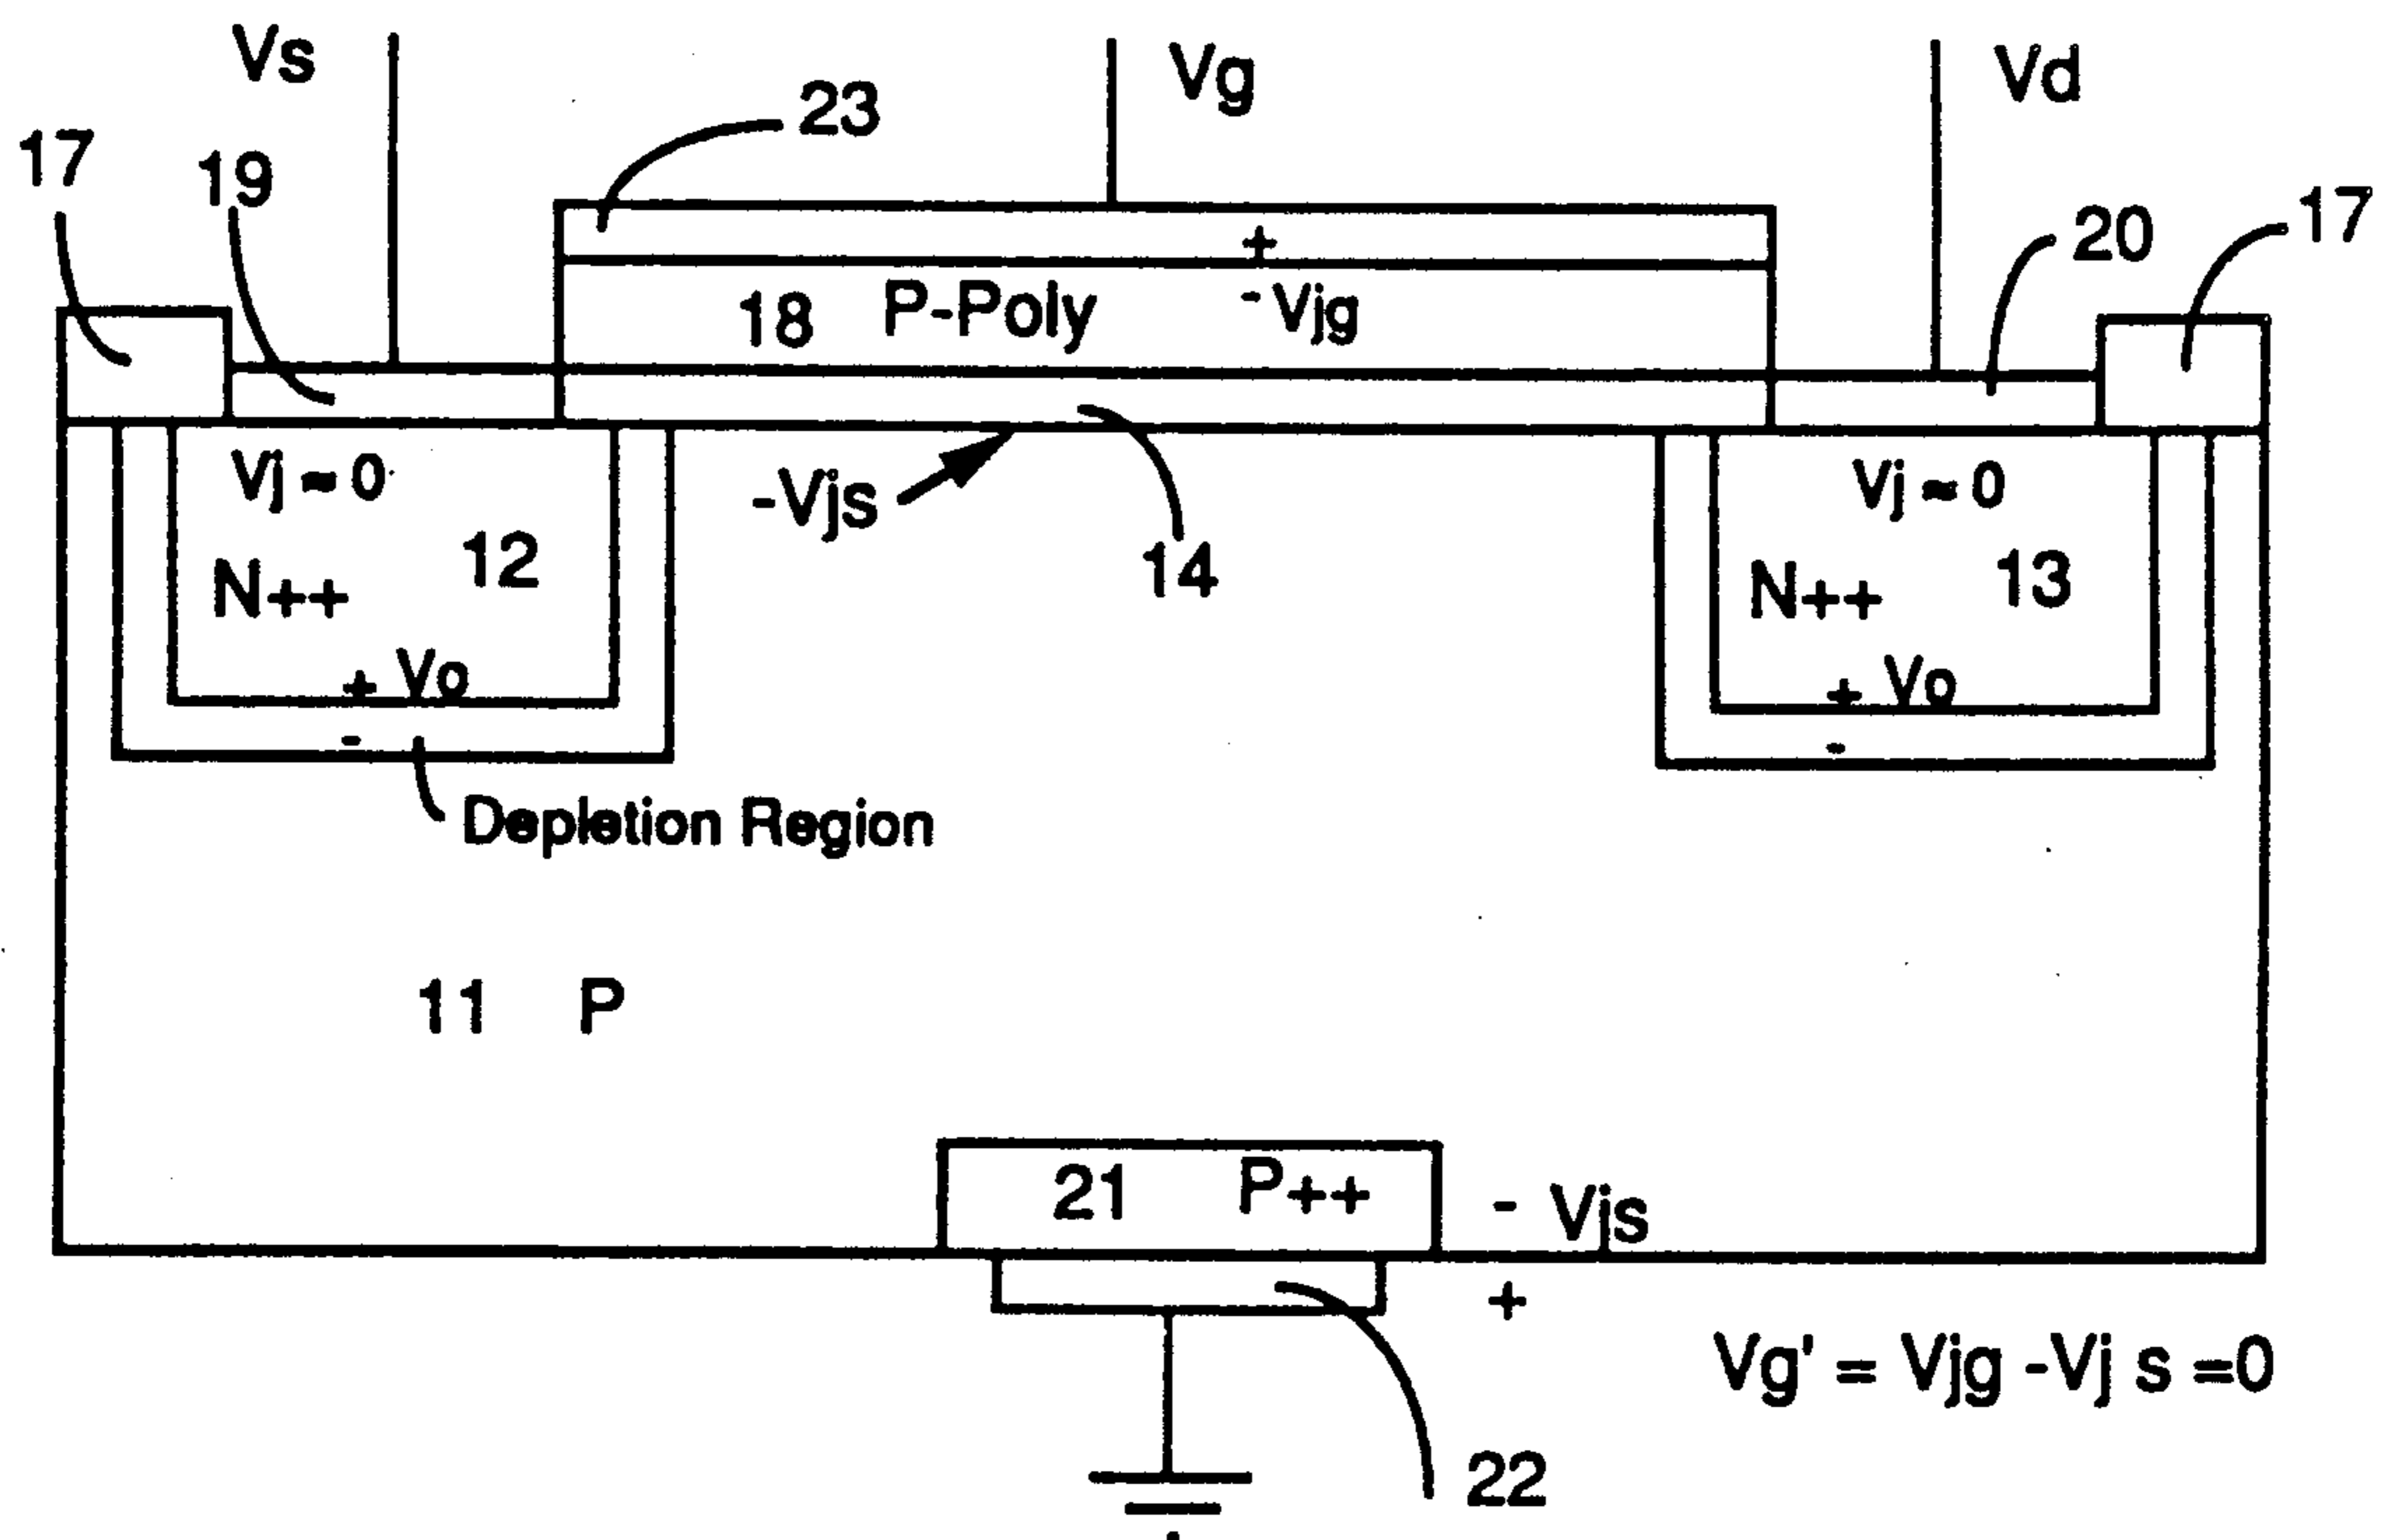 Vs
Vg
Vd
23
17
19
17
20
+
18 P-Poly - Vjg
Vj ≈ 0
-Vjs
Vj ≈ 0
12
14
13
N++
N++
+ Vo
+ Vo
-
-
Depletion Region
11 P
21 P++
- Vjs
+
Vg' = Vjg -Vj s =0
22